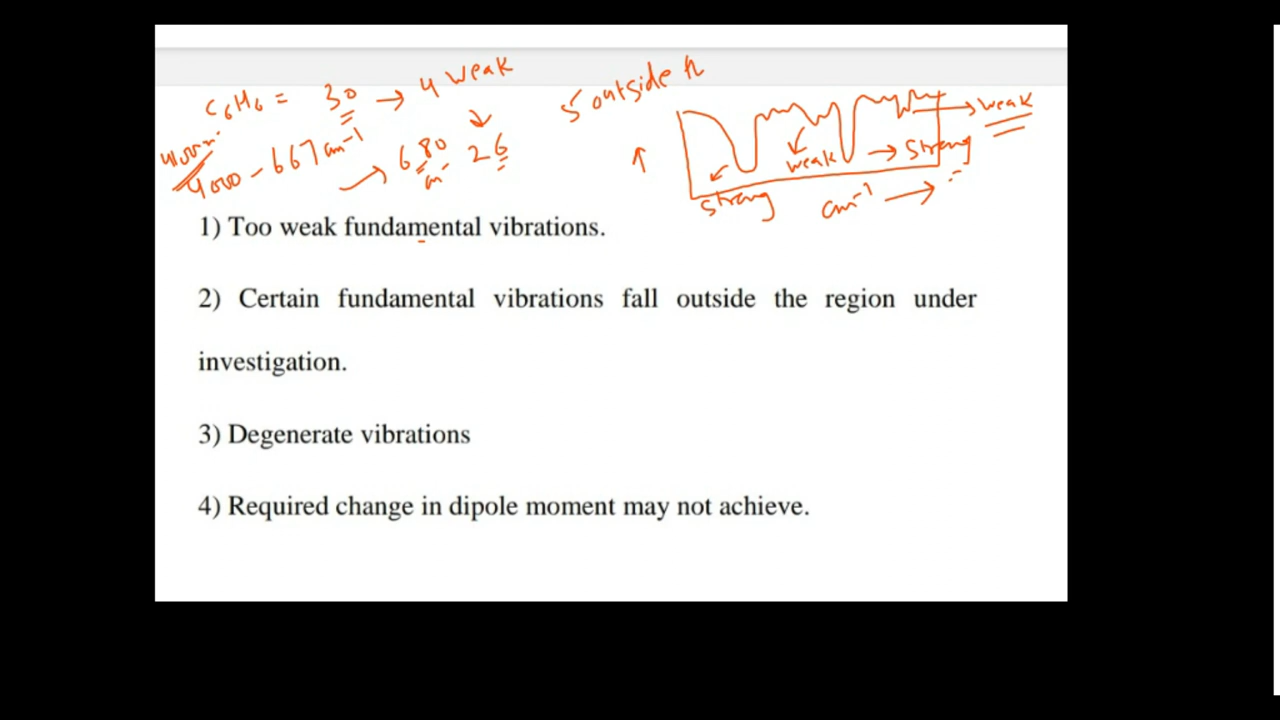 C6H6 = 30 → 4 weak
5 outside
4000 - 667 cm-1
→ 680 26
weak
weak → strong
strong
cm-1 →
1) Too weak fundamental vibrations.
2) Certain fundamental vibrations fall outside the region under
investigation.
3) Degenerate vibrations
4) Required change in dipole moment may not achieve.